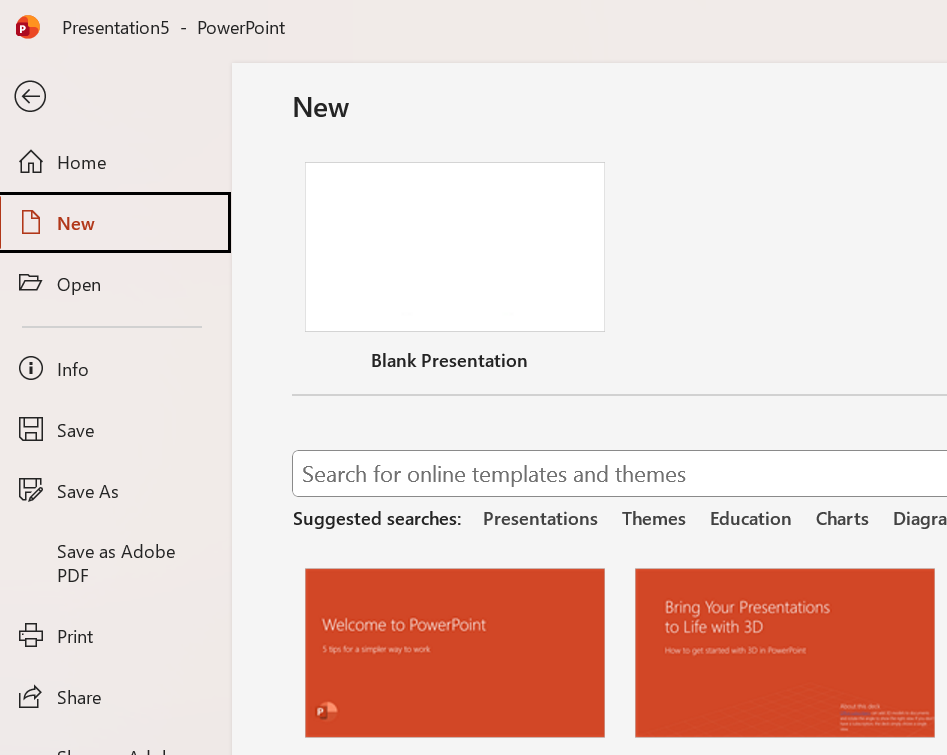 Presentation5 - PowerPoint
New
Home
New
Open
Info
Save
Save As
Save as Adobe
PDF
Print
Share
Blank Presentation
Search for online templates and themes
Suggested searches: Presentations Themes Education Charts
Welcome to PowerPoint
5 tips for a simpler way to work
Bring Your Presentations
to Life with 3D
How to get started with 3D in PowerPoint
About this deck